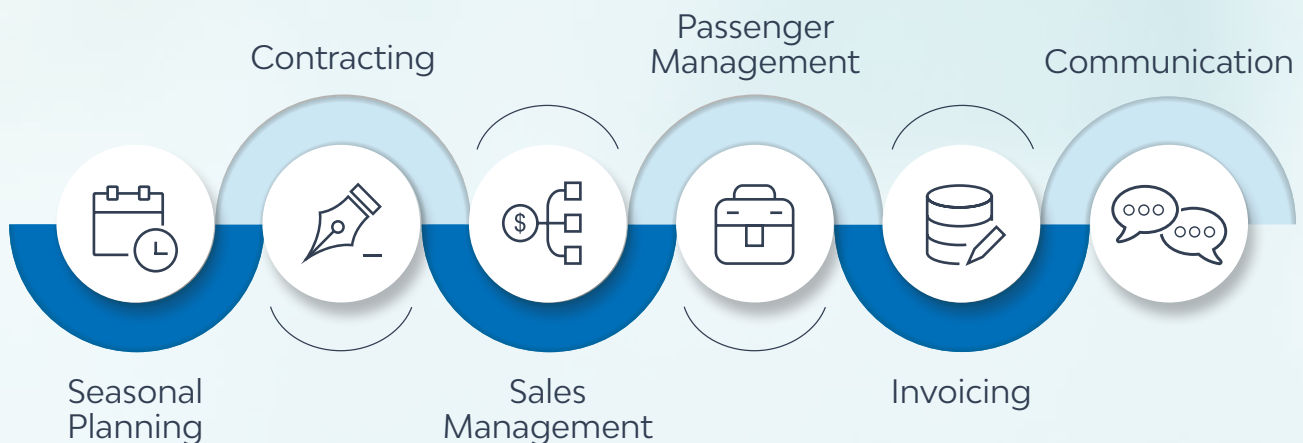 Seasonal
Planning
Contracting
Sales
Management
$
Passenger
Management
Invoicing
Communication